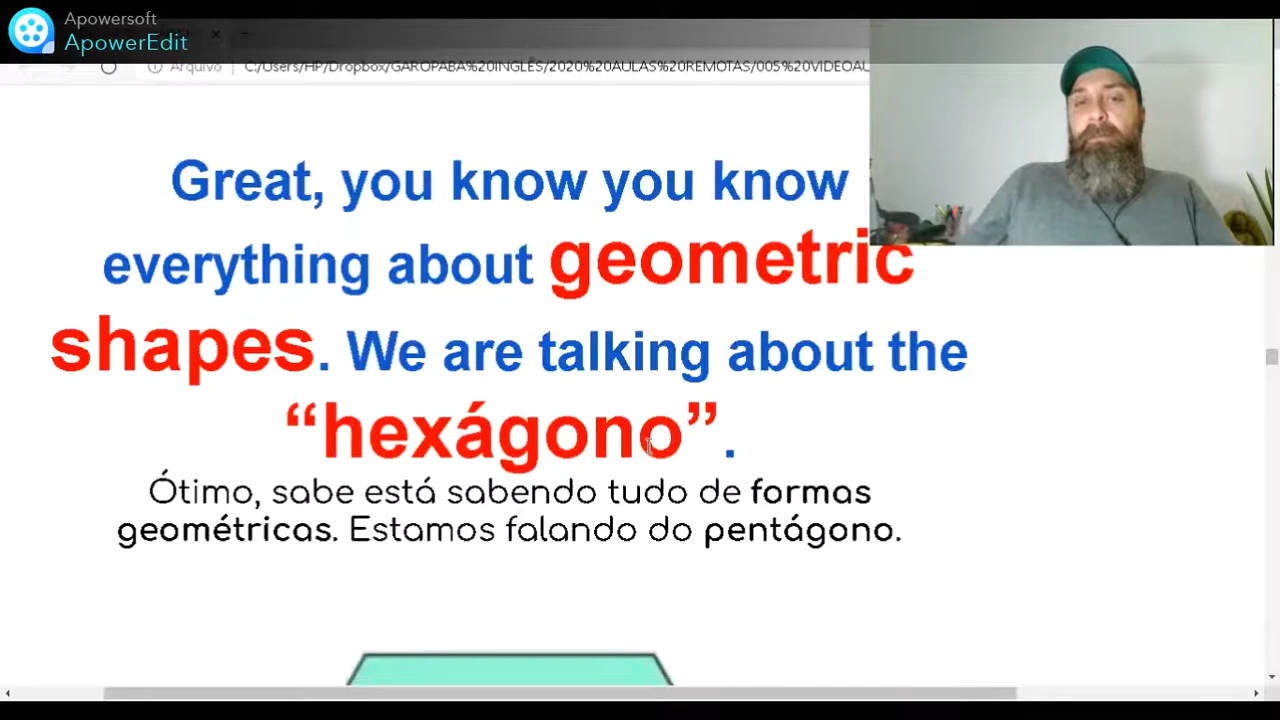 Apowersoft
ApowerEdit
Arquivo C:/Users/HP/Dropbox/GAROPABA%20INGLÊS/2020%20AULAS%20REMOTAS/005%20VIDEOAU
Great, you know you know
everything about geometric
shapes. We are talking about the
“hexágono”.
Ótimo, sabe está sabendo tudo de formas
geométricas. Estamos falando do pentágono.